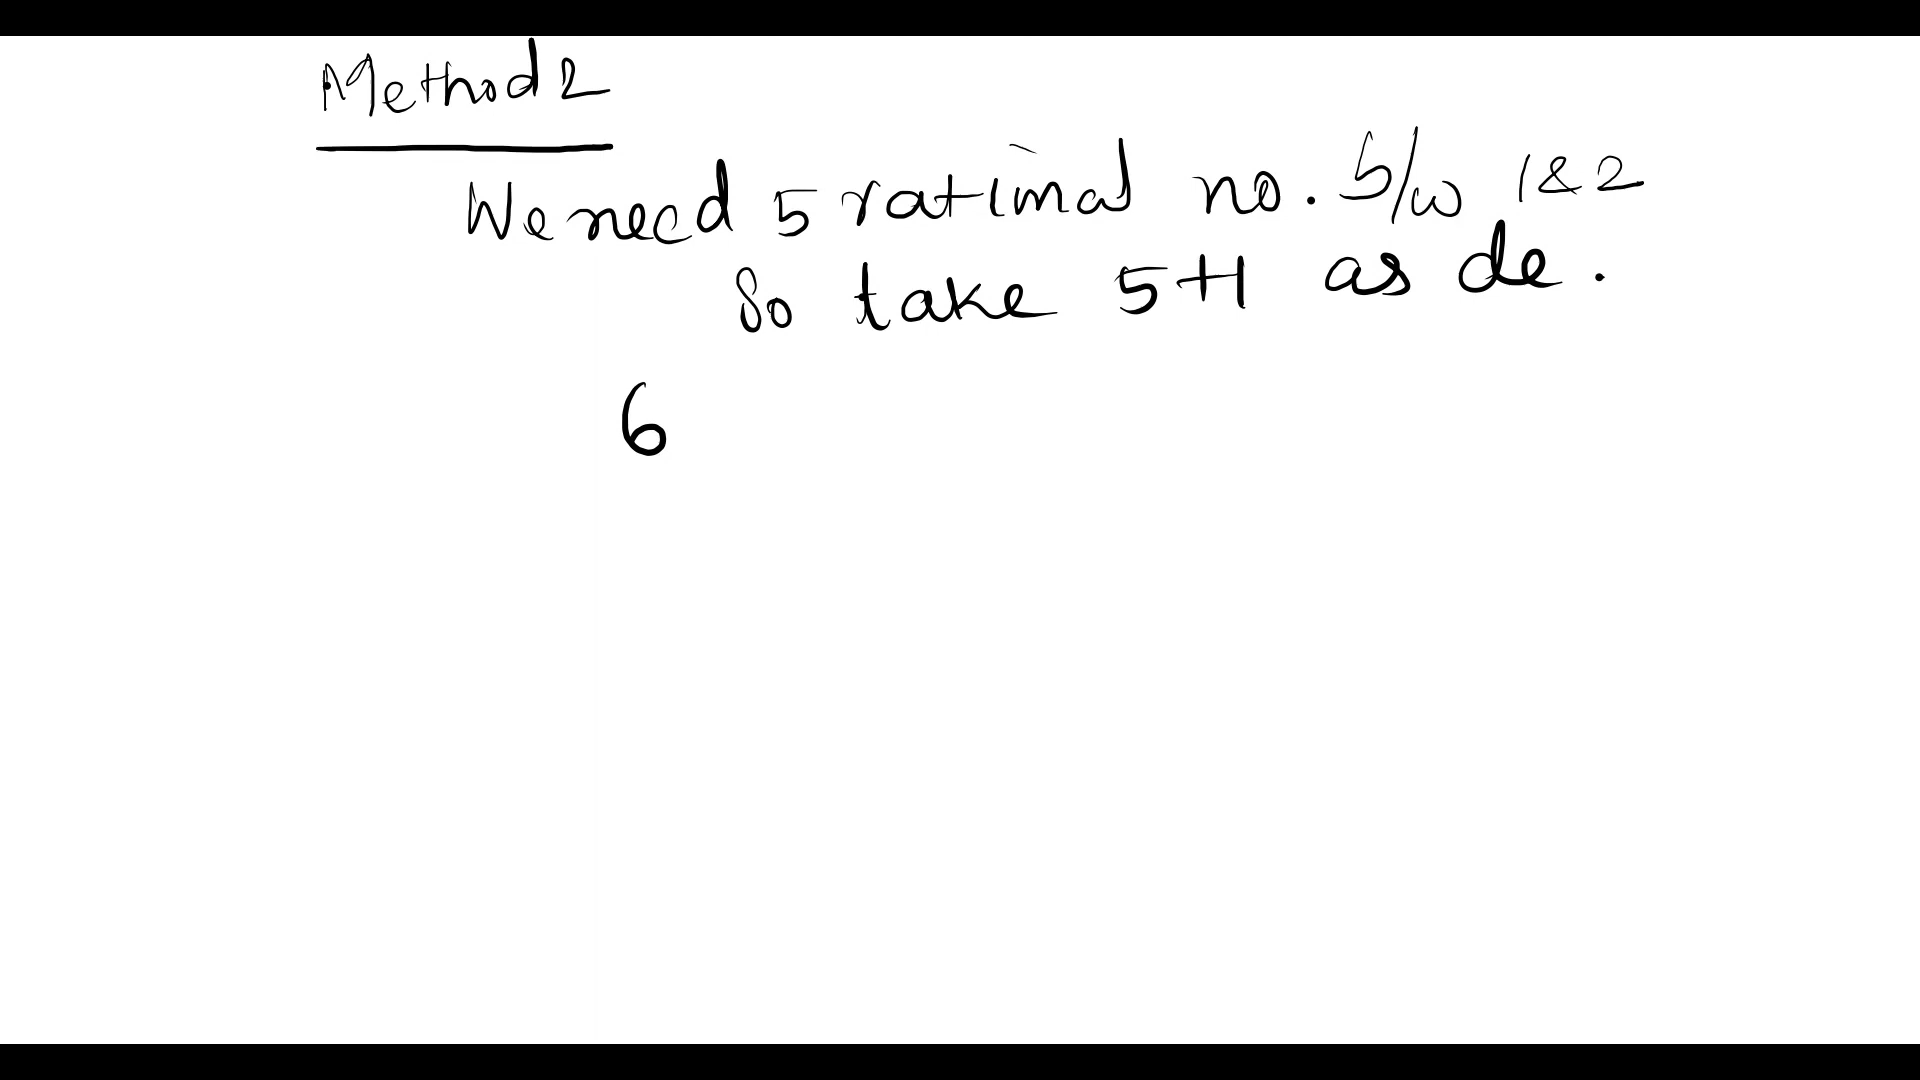 Method 2
We need 5 rational no. b/w 1 & 2
So take 5+1 as de.
6